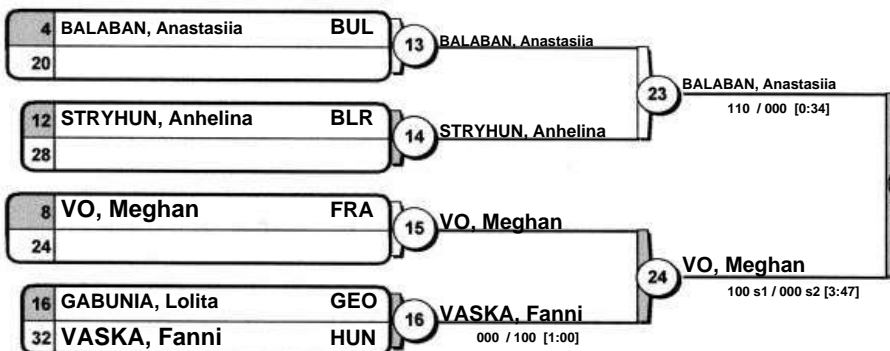 4 BALABAN, Anastasiia BUL
20
13 BALABAN, Anastasiia
23 BALABAN, Anastasiia
110 / 000 [0:34]
12 STRYHUN, Anhelina BLR
28
14 STRYHUN, Anhelina
8 VO, Meghan FRA
24
15 VO, Meghan
24 VO, Meghan
100 s1 / 000 s2 [3:47]
16 GABUNIA, Lolita GEO
32 VASKA, Fanni HUN
16 VASKA, Fanni
000 / 100 [1:00]